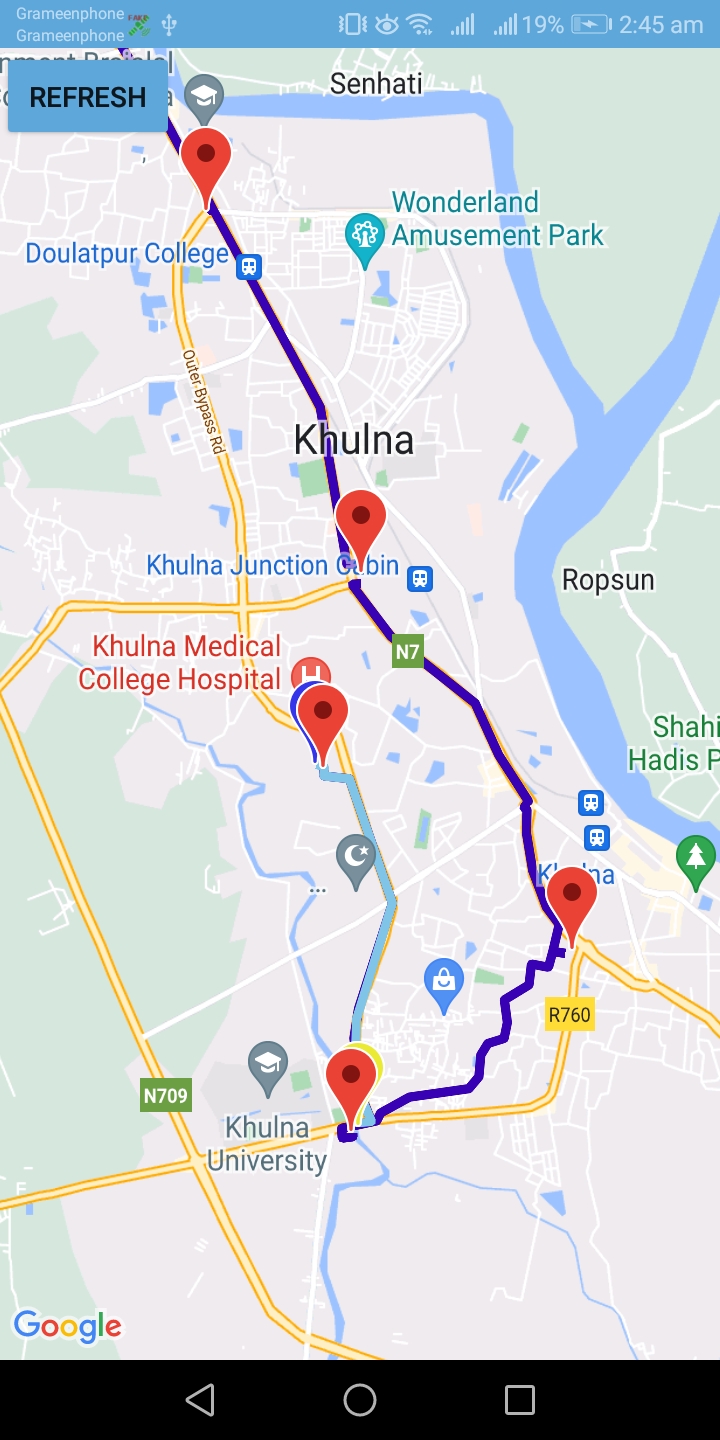 Grameenphone
Grameenphone
FAKE
19%
2:45 am
REFRESH
Senhati
Wonderland
Amusement Park
Doulatpur College
Outer Bypass Rd
Khulna
Khulna Junction Cabin
Ropsun
N7
Khulna Medical
College Hospital
Shahi
Hadis P
...
R760
N709
Khulna
University
Google